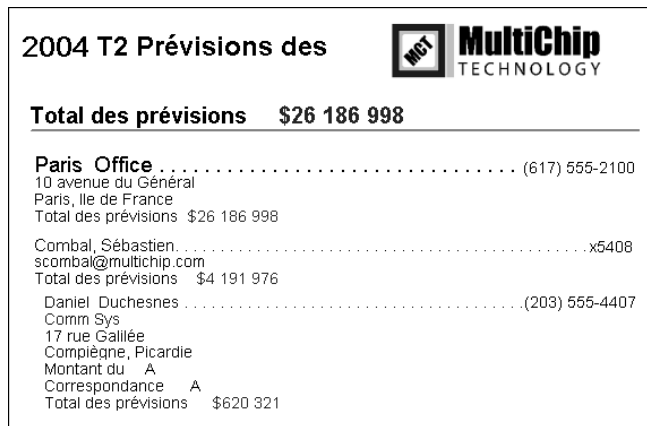 2004 T2 Prévisions des
MCT MultiChip
TECHNOLOGY
Total des prévisions $26 186 998
Paris Office . . . . . . . . . . . . . . . . . . . . . . . . . . . . . . . . . (617) 555-2100
10 avenue du Général
Paris, Ile de France
Total des prévisions $26 186 998
Combal, Sébastien. . . . . . . . . . . . . . . . . . . . . . . . . . . . . . . . . . . . . . . .x5408
scombal@multichip.com
Total des prévisions $4 191 976
Daniel Duchesnes . . . . . . . . . . . . . . . . . . . . . . . . . . . . . . . . . (203) 555-4407
Comm Sys
17 rue Galilée
Compiègne, Picardie
Montant du A
Correspondance A
Total des prévisions $620 321